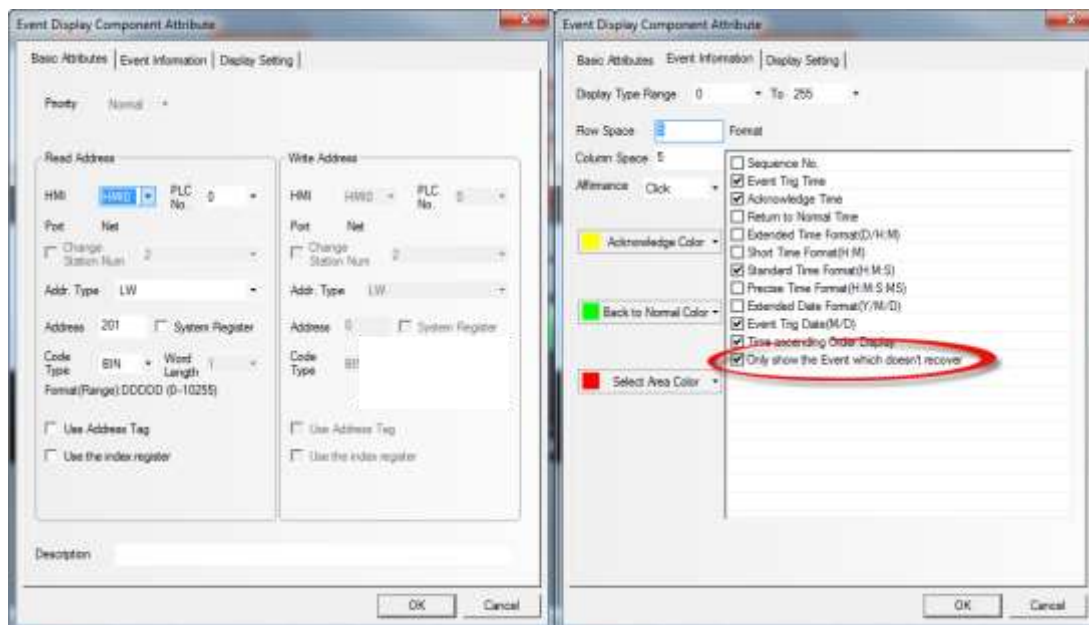 Event Display Component Attribute
Basic Attributes Event Information Display Setting
Priority Normal
Read Address Write Address
HMI HMI0 PLC No. 0 HMI HMI0 PLC No. 0
Port Net Port Net
Change Station Num 2 Change Station Num 2
Addr. Type LW Addr. Type LW
Address 201 System Register Address 0 System Register
Code Type BIN Word Length 1 Code Type
Format(Range):DDDDD (0-10255)
Use Address Tag Use Address Tag
Use the index register Use the index register
Description
OK Cancel
Event Display Component Attribute
Basic Attributes Event Information Display Setting
Display Type Range 0 To 255
Row Space Format
Column Space 5
Affirmance Click
Acknowledge Color
Back to Normal Color
Select Area Color
Sequence No.
Event Trig Time
Acknowledge Time
Return to Normal Time
Extended Time Format(D/H:M)
Short Time Format(H:M)
Standard Time Format(H:M:S)
Precise Time Format(H:M:S:MS)
Extended Date Format(Y/M/D)
Event Trig Date(M/D)
Time ascending Order Display
Only show the Event which doesn't recover
OK Cancel